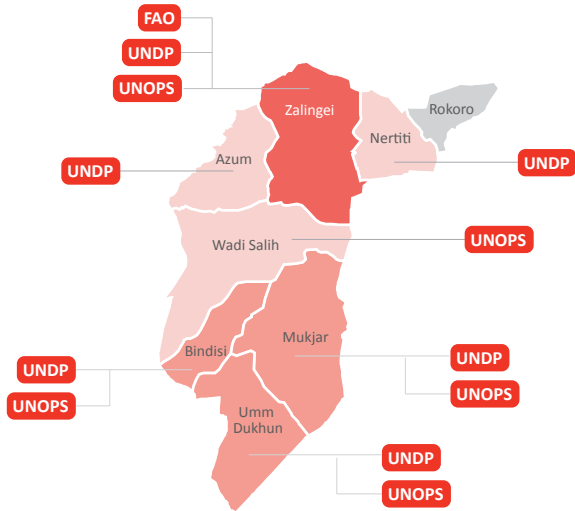 FAO
UNDP
UNOPS
Zalingei
Rokoro
Nertiti
Azum
UNDP
UNDP
Wadi Salih
UNOPS
Mukjar
Bindisi
UNDP
UNDP
UNOPS
UNOPS
Umm
Dukhun
UNDP
UNOPS